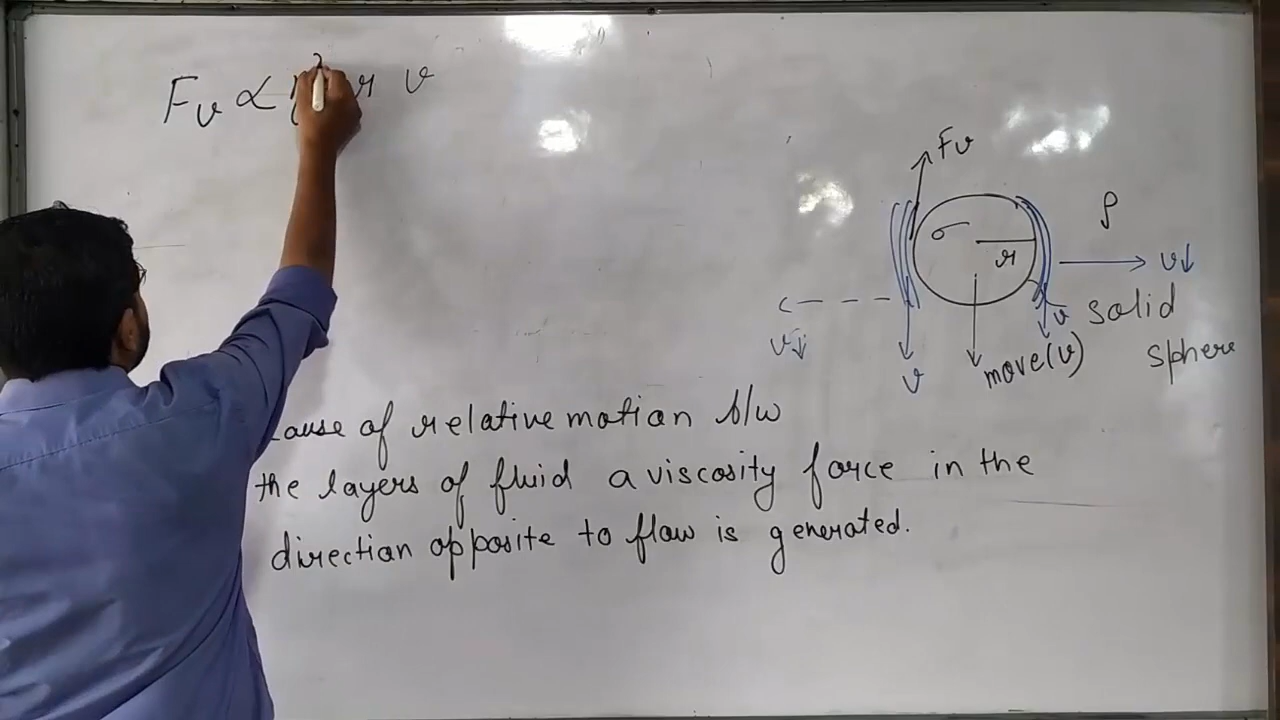 Fv ∝ r v
Fv
ρ
σ
r
v↓
v
solid
v↓
move(v)
sphere
v
of relative motion b/w
the layers of fluid a viscosity force in the
direction opposite to flow is generated.